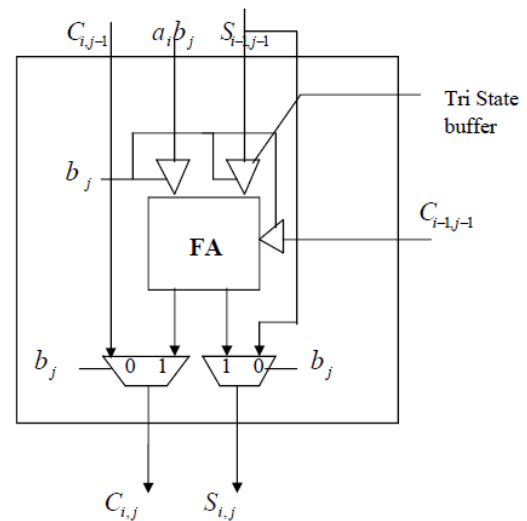 C_{i,j-1} a_i b_j S_{i-1,j-1}
Tri State
buffer
b_j
C_{i-1,j-1}
FA
b_j 0 1 1 0 b_j
C_{i,j} S_{i,j}